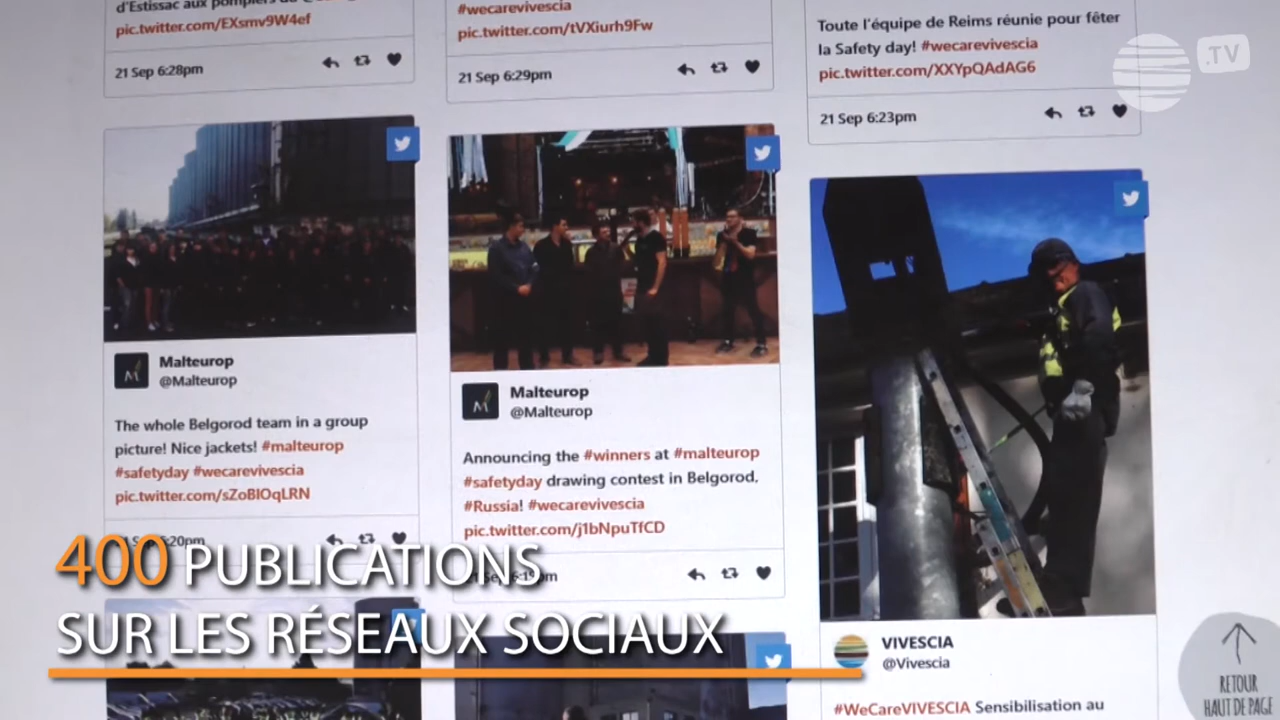 d'Estissac aux pompiers
pic.twitter.com/EXsmv9W4ef
21 Sep 6:28pm
#wecarevivescia
pic.twitter.com/tVXiurh9Fw
21 Sep 6:29pm
Toute l'équipe de Reims réunie pour fêter
la Safety day! #wecarevivescia
pic.twitter.com/XXYpQAdAG6
21 Sep 6:23pm
.TV
Malteurop
@Malteurop
The whole Belgorod team in a group
picture! Nice jackets! #malteurop
#safetyday #wecarevivescia
pic.twitter.com/sZoBIOqLRN
Malteurop
@Malteurop
Announcing the #winners at #malteurop
#safetyday drawing contest in Belgorod,
#Russia! #wecarevivescia
pic.twitter.com/j1bNpuTfCD
VIVESCIA
@Vivescia
#WeCareVIVESCIA Sensibilisation au
400 PUBLICATIONS
SUR LES RÉSEAUX SOCIAUX
RETOUR
HAUT DE PAGE